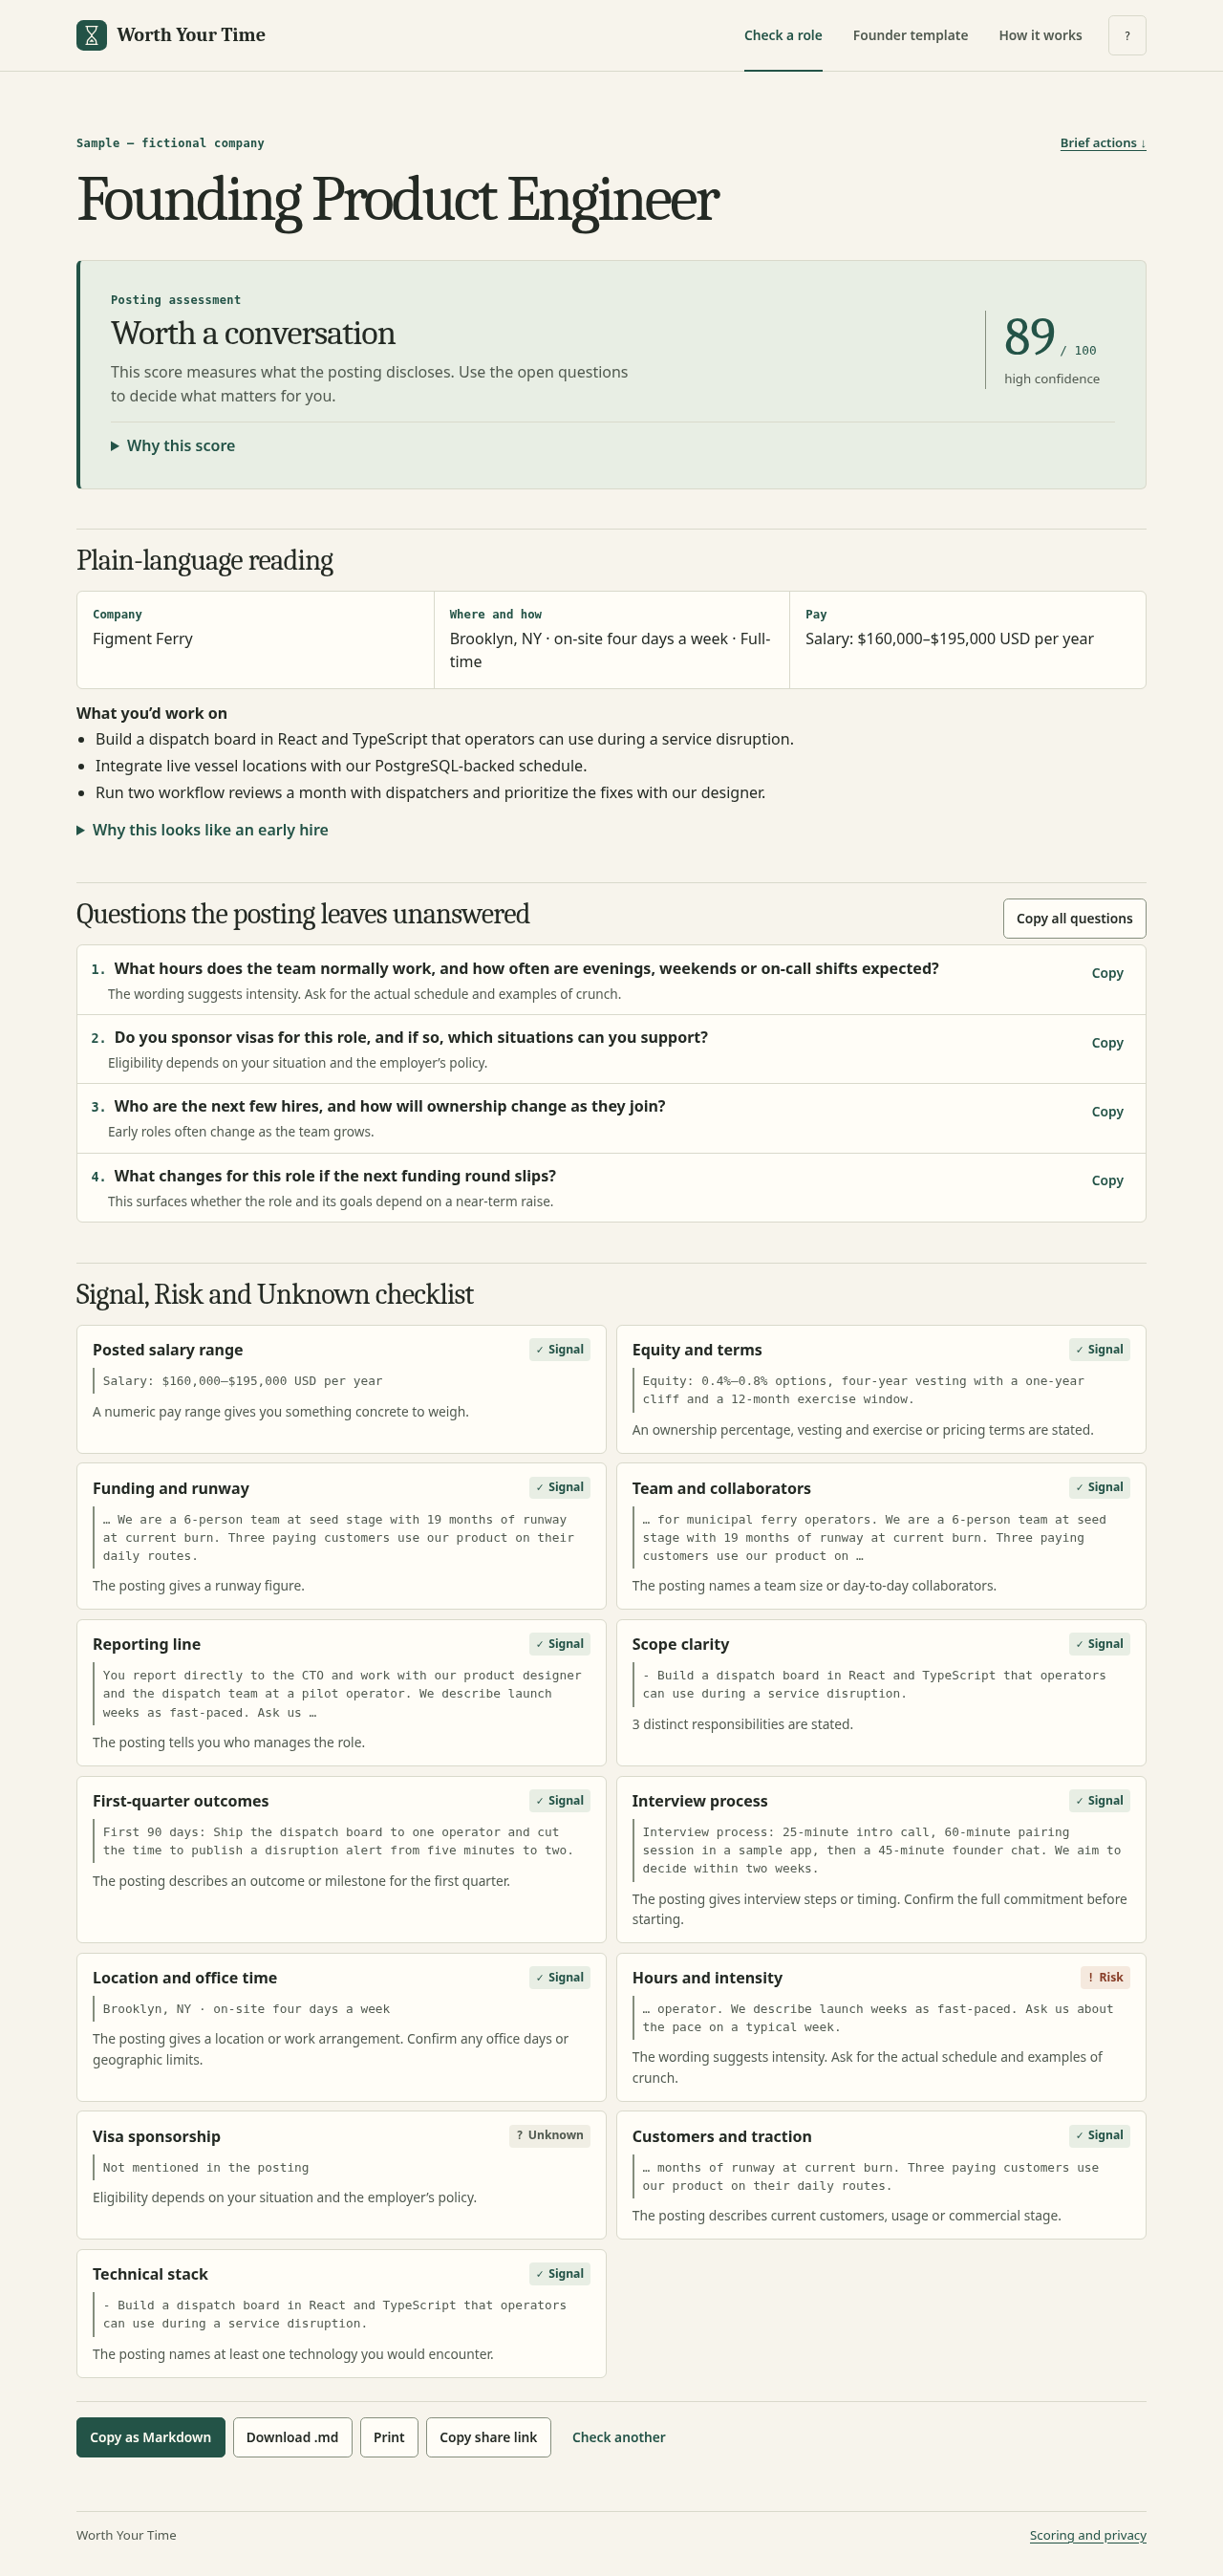 Worth Your Time
Check a role
Founder template
How it works
?
Sample — fictional company
Brief actions ↓
Founding Product Engineer
Posting assessment
Worth a conversation
This score measures what the posting discloses. Use the open questions
to decide what matters for you.
89 / 100
high confidence
▶ Why this score
Plain-language reading
Company
Figment Ferry
Where and how
Brooklyn, NY · on-site four days a week · Full-
time
Pay
Salary: $160,000–$195,000 USD per year
What you’d work on
• Build a dispatch board in React and TypeScript that operators can use during a service disruption.
• Integrate live vessel locations with our PostgreSQL-backed schedule.
• Run two workflow reviews a month with dispatchers and prioritize the fixes with our designer.
▶ Why this looks like an early hire
Questions the posting leaves unanswered
Copy all questions
1. What hours does the team normally work, and how often are evenings, weekends or on-call shifts expected?
The wording suggests intensity. Ask for the actual schedule and examples of crunch.
Copy
2. Do you sponsor visas for this role, and if so, which situations can you support?
Eligibility depends on your situation and the employer’s policy.
Copy
3. Who are the next few hires, and how will ownership change as they join?
Early roles often change as the team grows.
Copy
4. What changes for this role if the next funding round slips?
This surfaces whether the role and its goals depend on a near-term raise.
Copy
Signal, Risk and Unknown checklist
Posted salary range
✓ Signal
Salary: $160,000–$195,000 USD per year
A numeric pay range gives you something concrete to weigh.
Equity and terms
✓ Signal
Equity: 0.4%–0.8% options, four-year vesting with a one-year
cliff and a 12-month exercise window.
An ownership percentage, vesting and exercise or pricing terms are stated.
Funding and runway
✓ Signal
… We are a 6-person team at seed stage with 19 months of runway
at current burn. Three paying customers use our product on their
daily routes.
The posting gives a runway figure.
Team and collaborators
✓ Signal
… for municipal ferry operators. We are a 6-person team at seed
stage with 19 months of runway at current burn. Three paying
customers use our product on …
The posting names a team size or day-to-day collaborators.
Reporting line
✓ Signal
You report directly to the CTO and work with our product designer
and the dispatch team at a pilot operator. We describe launch
weeks as fast-paced. Ask us …
The posting tells you who manages the role.
Scope clarity
✓ Signal
- Build a dispatch board in React and TypeScript that operators
can use during a service disruption.
3 distinct responsibilities are stated.
First-quarter outcomes
✓ Signal
First 90 days: Ship the dispatch board to one operator and cut
the time to publish a disruption alert from five minutes to two.
The posting describes an outcome or milestone for the first quarter.
Interview process
✓ Signal
Interview process: 25-minute intro call, 60-minute pairing
session in a sample app, then a 45-minute founder chat. We aim to
decide within two weeks.
The posting gives interview steps or timing. Confirm the full commitment before
starting.
Location and office time
✓ Signal
Brooklyn, NY · on-site four days a week
The posting gives a location or work arrangement. Confirm any office days or
geographic limits.
Hours and intensity
! Risk
… operator. We describe launch weeks as fast-paced. Ask us about
the pace on a typical week.
The wording suggests intensity. Ask for the actual schedule and examples of
crunch.
Visa sponsorship
? Unknown
Not mentioned in the posting
Eligibility depends on your situation and the employer’s policy.
Customers and traction
✓ Signal
… months of runway at current burn. Three paying customers use
our product on their daily routes.
The posting describes current customers, usage or commercial stage.
Technical stack
✓ Signal
- Build a dispatch board in React and TypeScript that operators
can use during a service disruption.
The posting names at least one technology you would encounter.
Copy as Markdown
Download .md
Print
Copy share link
Check another
Worth Your Time
Scoring and privacy